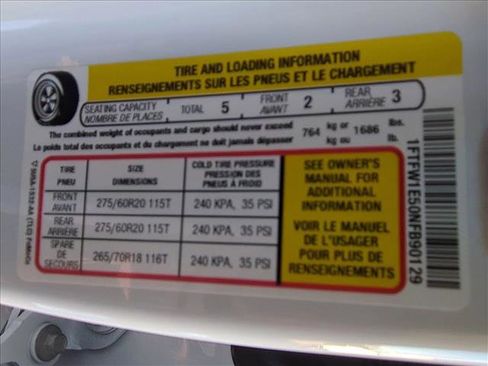 TIRE AND LOADING INFORMATION
RENSEIGNEMENTS SUR LES PNEUS ET LE CHARGEMENT
SEATING CAPACITY
NOMBRE DE PLACES
TOTAL 5
FRONT
AVANT 2
REAR
ARRIÈRE 3
The combined weight of occupants and cargo should never exceed
Le poids total des occupants et du chargement ne doit jamais dépasser
764 kg or kg ou 1686 lbs. lb.
TIRE
PNEU
SIZE
DIMENSIONS
COLD TIRE PRESSURE
PRESSION DES
PNEUS À FROID
FRONT
AVANT
275/60R20 115T
240 KPA, 35 PSI
REAR
ARRIÈRE
275/60R20 115T
240 KPA, 35 PSI
SPARE
DE
SECOURS
265/70R18 116T
240 KPA, 35 PSI
SEE OWNER'S
MANUAL FOR
ADDITIONAL
INFORMATION
VOIR LE MANUEL
DE L'USAGER
POUR PLUS DE
RENSEIGNEMENTS
1FTFW1E50NFB90129